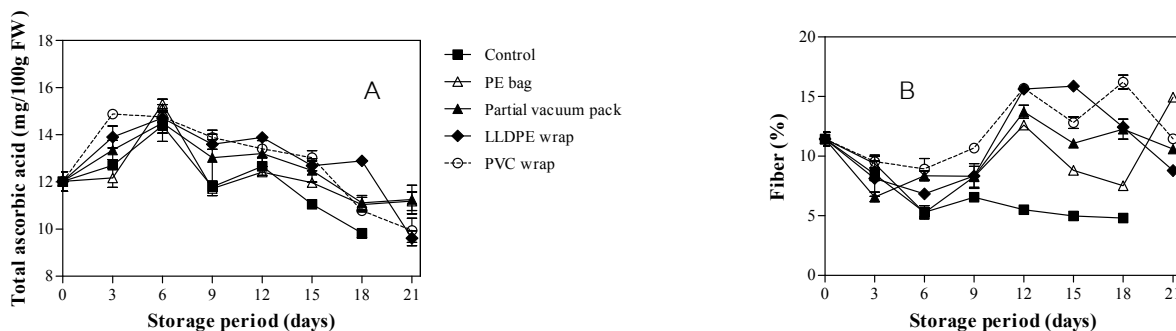 Total ascorbic acid (mg/100g FW)
18
16
14
12
10
8
0 3 6 9 12 15 18 21
Storage period (days)
A
Control
PE bag
Partial vacuum pack
LLDPE wrap
PVC wrap
Fiber (%)
20
15
10
5
0
0 3 6 9 12 15 18 21
Storage period (days)
B